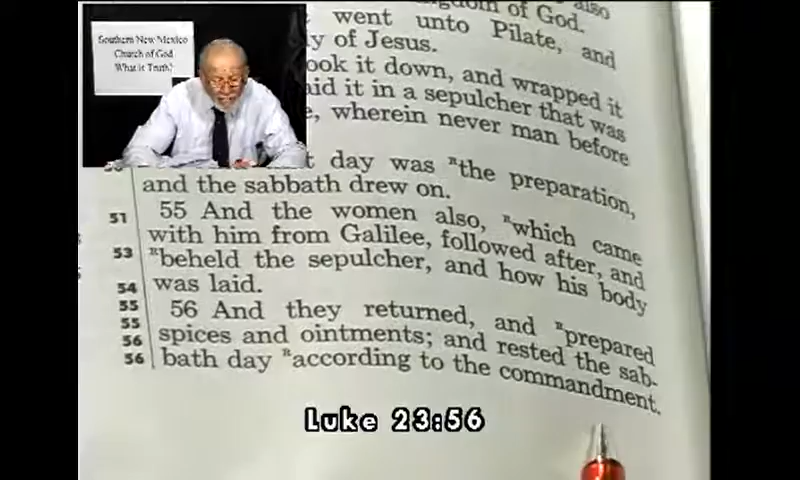 Southern New Mexico
Church of God
What is Truth?
also
of God.
went unto Pilate, and
of Jesus.
ook it down, and wrapped it
aid it in a sepulcher that was
wherein never man before
day was "the preparation,
and the sabbath drew on.
51 55 And the women also, "which came
with him from Galilee, followed after, and
53 "beheld the sepulcher, and how his body
54 was laid.
55 56 And they returned, and "prepared
55
56 spices and ointments; and rested the sab-
56 bath day "according to the commandment.
Luke 23:56